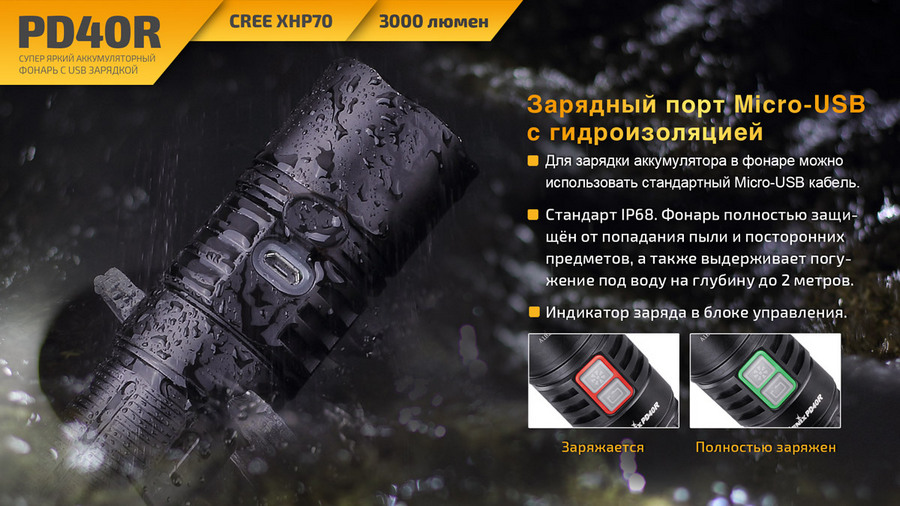 PD40R
СУПЕР ЯРКИЙ АККУМУЛЯТОРНЫЙ
ФОНАРЬ С USB ЗАРЯДКОЙ
CREE XHP70
3000 люмен
Зарядный порт Micro-USB
с гидроизоляцией
Для зарядки аккумулятора в фонаре можно
использовать стандартный Micro-USB кабель.
Стандарт IP68. Фонарь полностью защи-
щён от попадания пыли и посторонних
предметов, а также выдерживает погу-
жение под воду на глубину до 2 метров.
Индикатор заряда в блоке управления.
PD40R
PD40R
Заряжается
Полностью заряжен